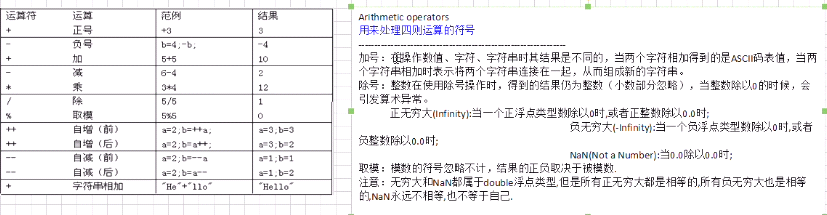 运算符 运算 范例 结果
+ 正号 +3 3
- 负号 b=4;-b; -4
+ 加 5+5 10
- 减 6-4 2
* 乘 3*4 12
/ 除 5/5 1
% 取模 5%5 0
++ 自增（前） a=2;b=++a; a=3;b=3
++ 自增（后） a=2;b=a++; a=3;b=2
-- 自减（前） a=2;b=--a a=1;b=1
-- 自减（后） a=2;b=a-- a=1;b=2
+ 字符串相加 "He"+"llo" "Hello"
Arithmetic operators
用来处理四则运算的符号
加号：在操作数值、字符、字符串时其结果是不同的，当两个字符相加得到的是ASCII码表值，当两
个字符串相加时表示将两个字符串连接在一起，从而组成新的字符串。
除号：整数在使用除号操作时，得到的结果仍为整数（小数部分忽略），当整数除以0的时候，会
引发算术异常。
正无穷大(Infinity):当一个正浮点类型数除以0时,或者正整数除以0.0时;
负无穷大(-Infinity):当一个负浮点类型数除以0时,或者
负整数除以0.0时;
NaN(Not a Number):当0.0除以0.0时;
取模：模数的符号忽略不计，结果的正负取决于被模数.
注意：无穷大和NaN都属于double浮点类型,但是所有正无穷大都是相等的,所有负无穷大也是相等
的,NaN永远不相等,也不等于自己.